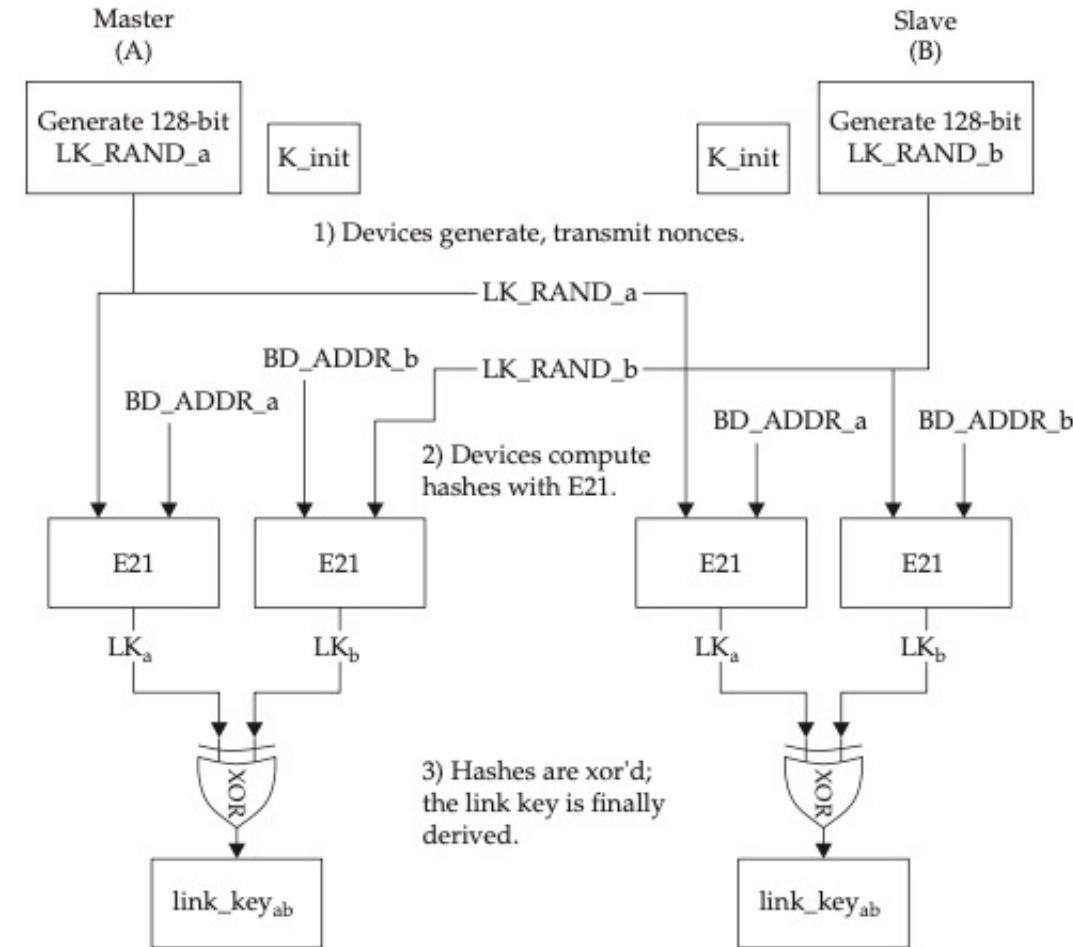 Master
(A)
Slave
(B)
Generate 128-bit
LK_RAND_a
K_init
K_init
Generate 128-bit
LK_RAND_b
1) Devices generate, transmit nonces.
LK_RAND_a
BD_ADDR_b
LK_RAND_b
BD_ADDR_a
BD_ADDR_a
BD_ADDR_b
2) Devices compute
hashes with E21.
E21
E21
E21
E21
LKa
LKb
LKa
LKb
XOR
XOR
3) Hashes are xor'd;
the link key is finally
derived.
link_keyab
link_keyab